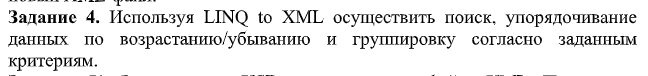 Задание 4. Используя LINQ to XML осуществить поиск, упорядочивание
данных по возрастанию/убыванию и группировку согласно заданным
критериям.